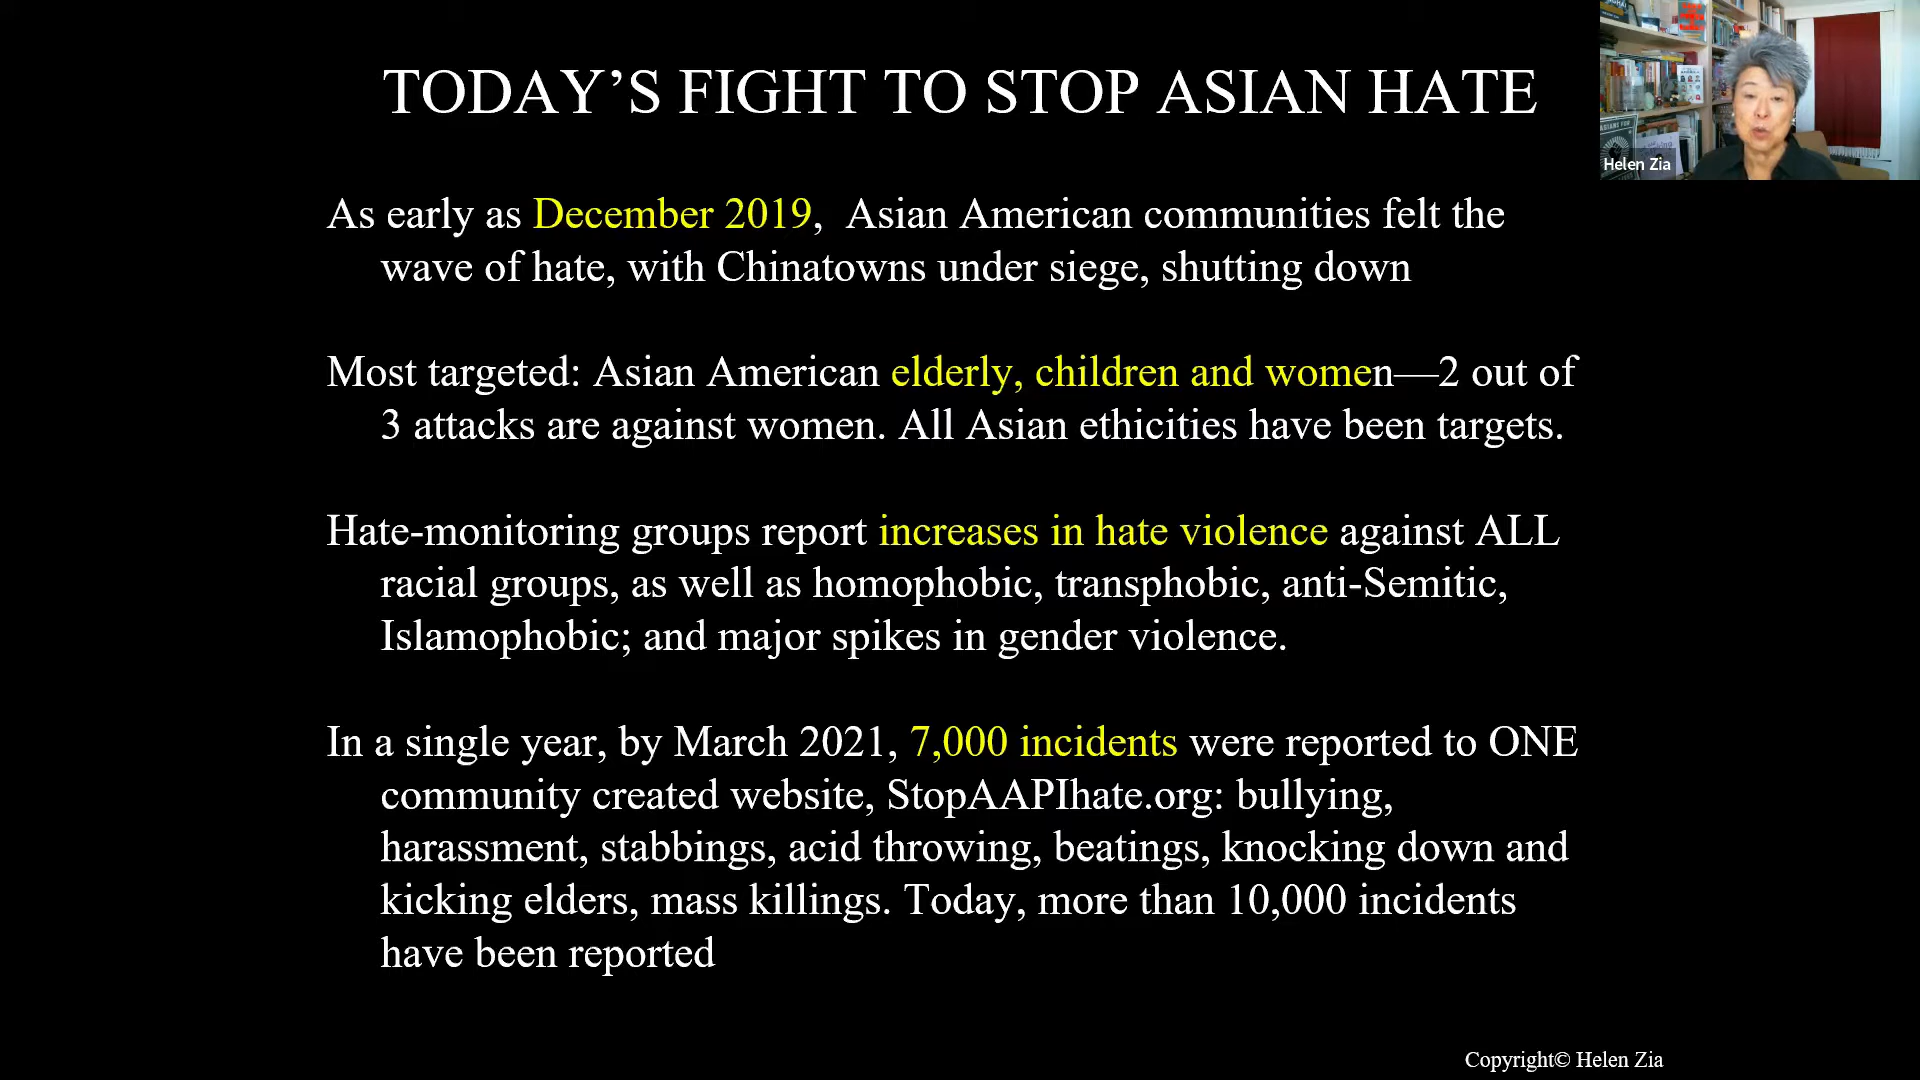 TODAY’S FIGHT TO STOP ASIAN HATE
Helen Zia
As early as December 2019,  Asian American communities felt the
wave of hate, with Chinatowns under siege, shutting down
Most targeted: Asian American elderly, children and women—2 out of
3 attacks are against women. All Asian ethicities have been targets.
Hate-monitoring groups report increases in hate violence against ALL
racial groups, as well as homophobic, transphobic, anti-Semitic,
Islamophobic; and major spikes in gender violence.
In a single year, by March 2021, 7,000 incidents were reported to ONE
community created website, StopAAPIhate.org: bullying,
harassment, stabbings, acid throwing, beatings, knocking down and
kicking elders, mass killings. Today, more than 10,000 incidents
have been reported
Copyright© Helen Zia